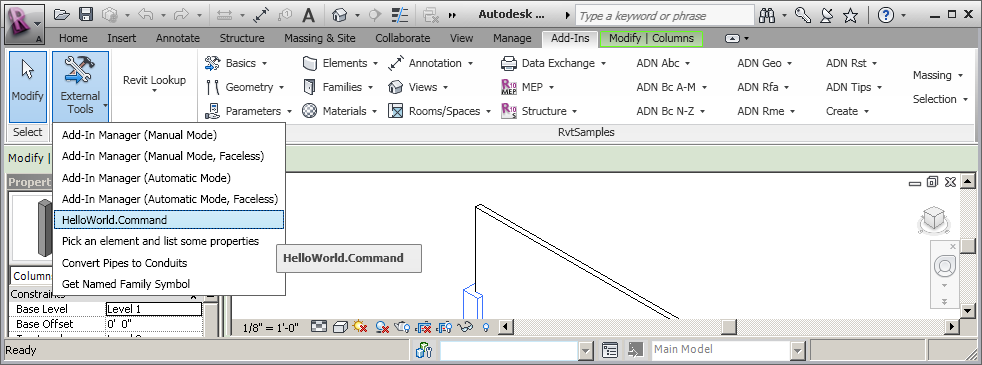 Autodesk ... Type a keyword or phrase
Home Insert Annotate Structure Massing & Site Collaborate View Manage Add-Ins Modify | Columns
Modify
External Tools
Revit Lookup
Basics Elements Annotation Data Exchange ADN Abc ADN Geo ADN Rst
Massing
Geometry Families Views R10 MEP MEP ADN Bc A-M ADN Rfa ADN Tips
Selection
Parameters Materials Rooms/Spaces R10 S Structure ADN Bc N-Z ADN Rme Create
Select RvtSamples
Modify |
Add-In Manager (Manual Mode)
Add-In Manager (Manual Mode, Faceless)
Add-In Manager (Automatic Mode)
Add-In Manager (Automatic Mode, Faceless)
HelloWorld.Command
Pick an element and list some properties
HelloWorld.Command
Convert Pipes to Conduits
Get Named Family Symbol
Proper
Columns
Constraints
Base Level Level 1
Base Offset 0' 0"
1/8" = 1'-0"
Ready
Main Model